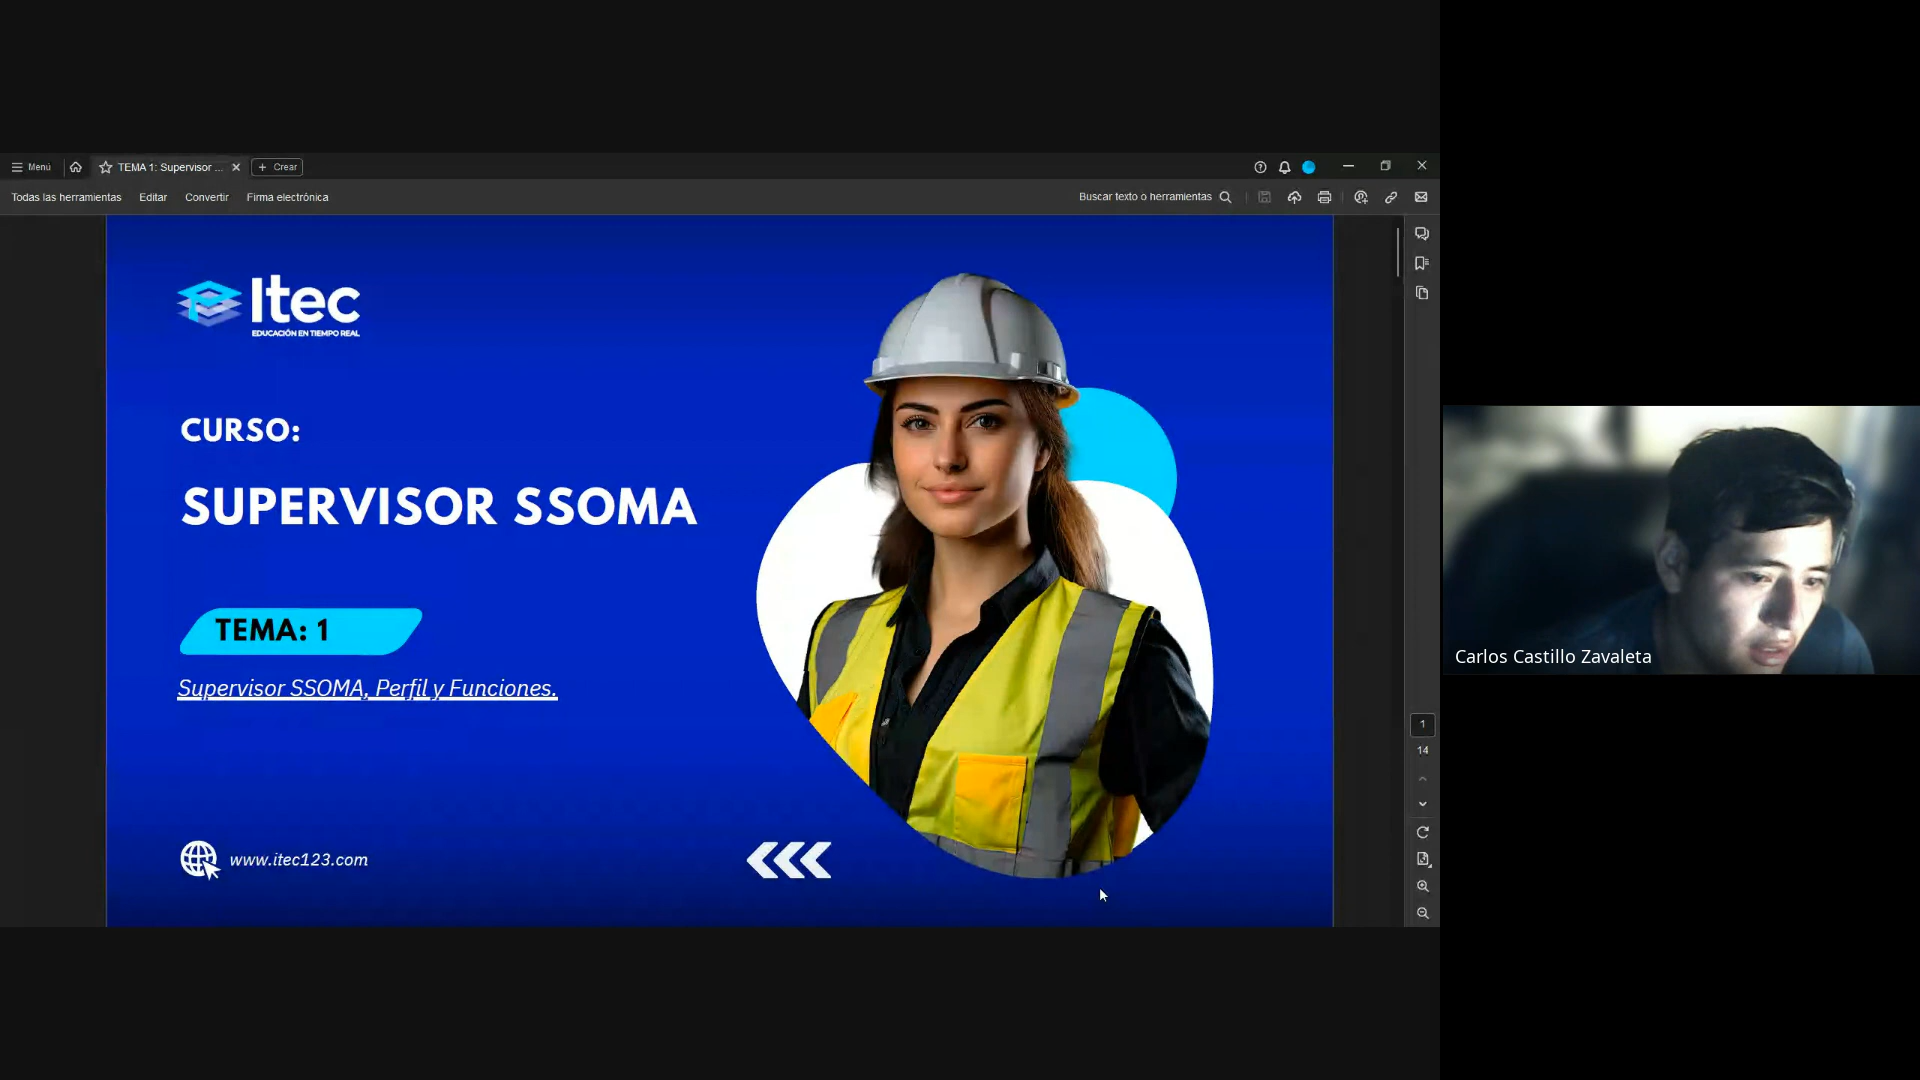 Menú
TEMA 1: Supervisor ...
Crear
Todas las herramientas
Editar
Convertir
Firma electrónica
Buscar texto o herramientas
Itec
EDUCACIÓN EN TIEMPO REAL
CURSO:
SUPERVISOR SSOMA
TEMA: 1
Supervisor SSOMA, Perfil y Funciones.
www.itec123.com
1
14
Carlos Castillo Zavaleta